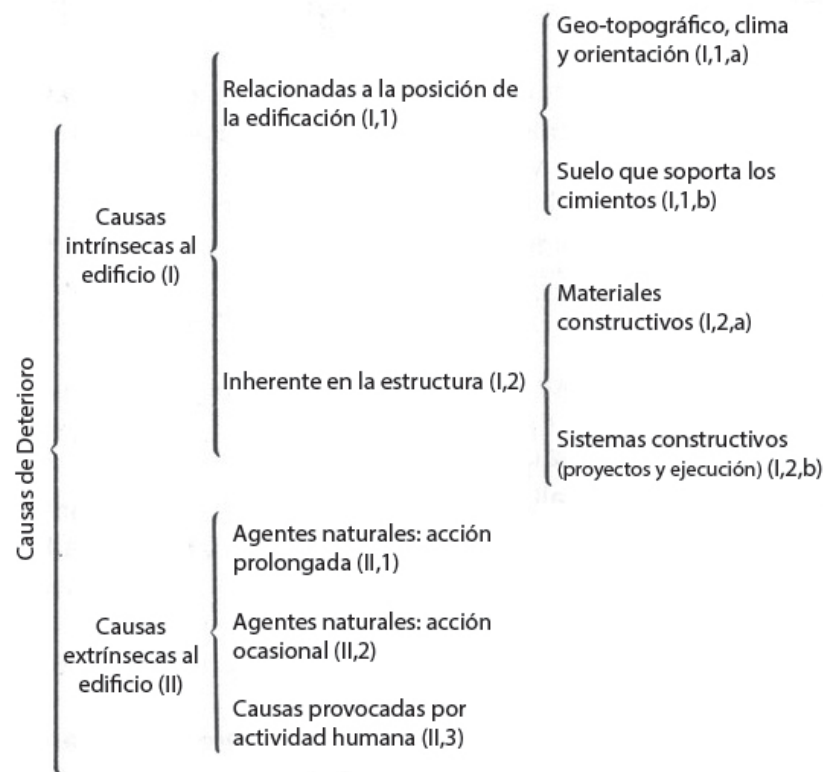 Causas de Deterioro
Causas
intrínsecas al
edificio (I)
Relacionadas a la posición de
la edificación (I,1)
Geo-topográfico, clima
y orientación (I,1,a)
Suelo que soporta los
cimientos (I,1,b)
Inherente en la estructura (I,2)
Materiales
constructivos (I,2,a)
Sistemas constructivos
(proyectos y ejecución) (I,2,b)
Causas
extrínsecas al
edificio (II)
Agentes naturales: acción
prolongada (II,1)
Agentes naturales: acción
ocasional (II,2)
Causas provocadas por
actividad humana (II,3)